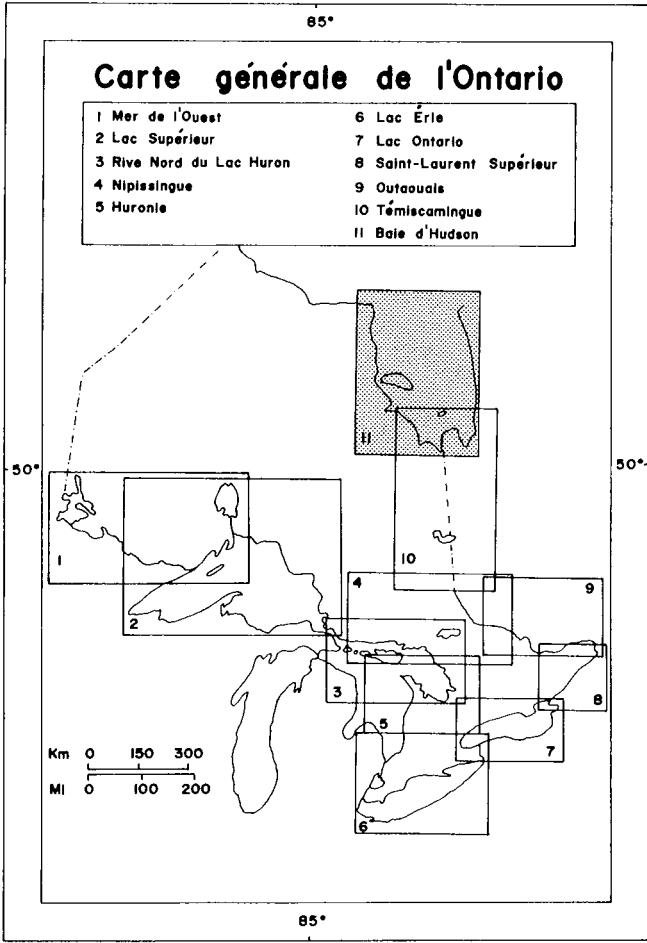 85°
Carte générale de l'Ontario
1 Mer de l'Ouest
2 Lac Supérieur
3 Rive Nord du Lac Huron
4 Nipissingue
5 Huronie
6 Lac Érie
7 Lac Ontario
8 Saint-Laurent Supérieur
9 Outaouais
10 Témiscamingue
11 Baie d'Hudson
11
50°
50°
1
10
4
9
2
3
8
5
7
Km 0 150 300
MI 0 100 200
6
85°